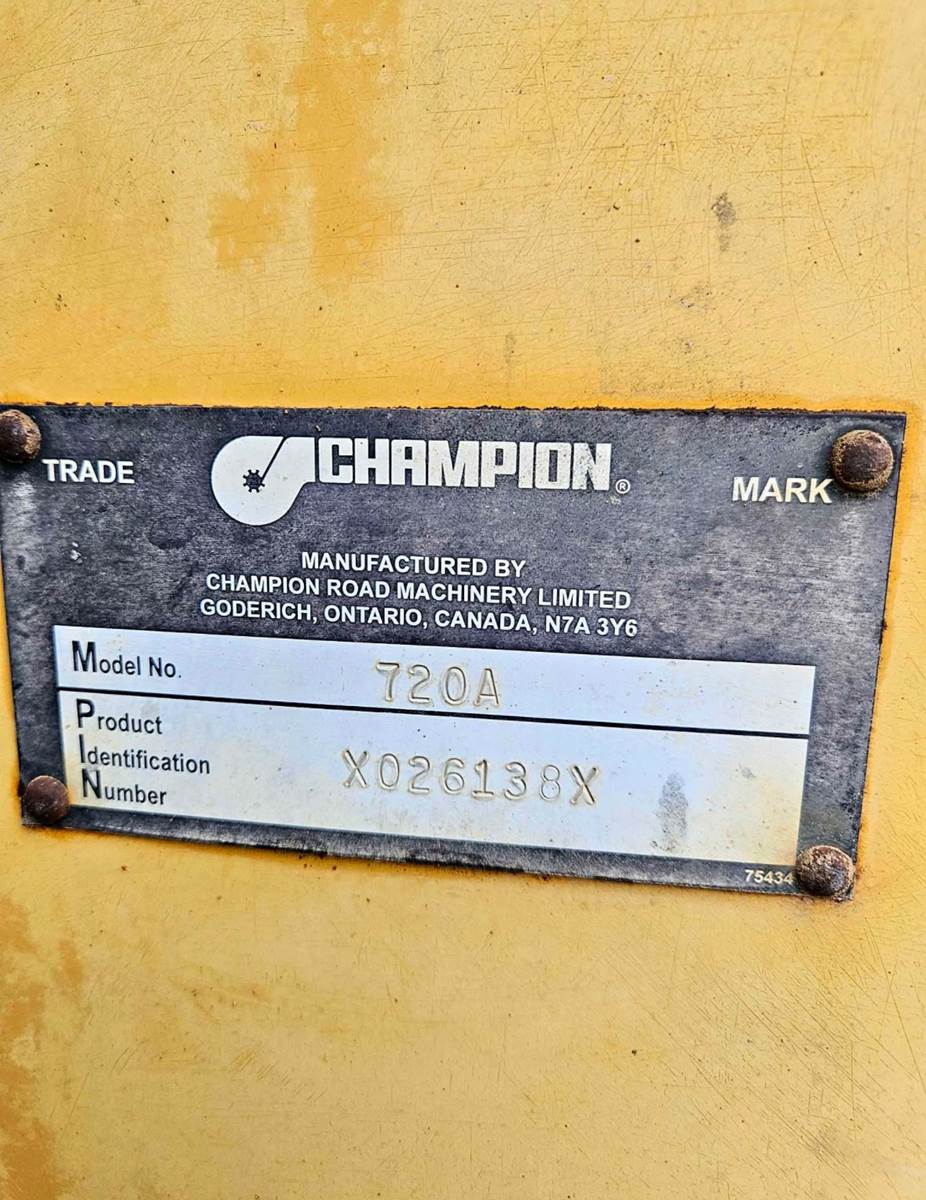 TRADE
CHAMPION®
MARK
MANUFACTURED BY
CHAMPION ROAD MACHINERY LIMITED
GODERICH, ONTARIO, CANADA, N7A 3Y6
Model No. 720A
Product
Identification
Number
X026138X
75434